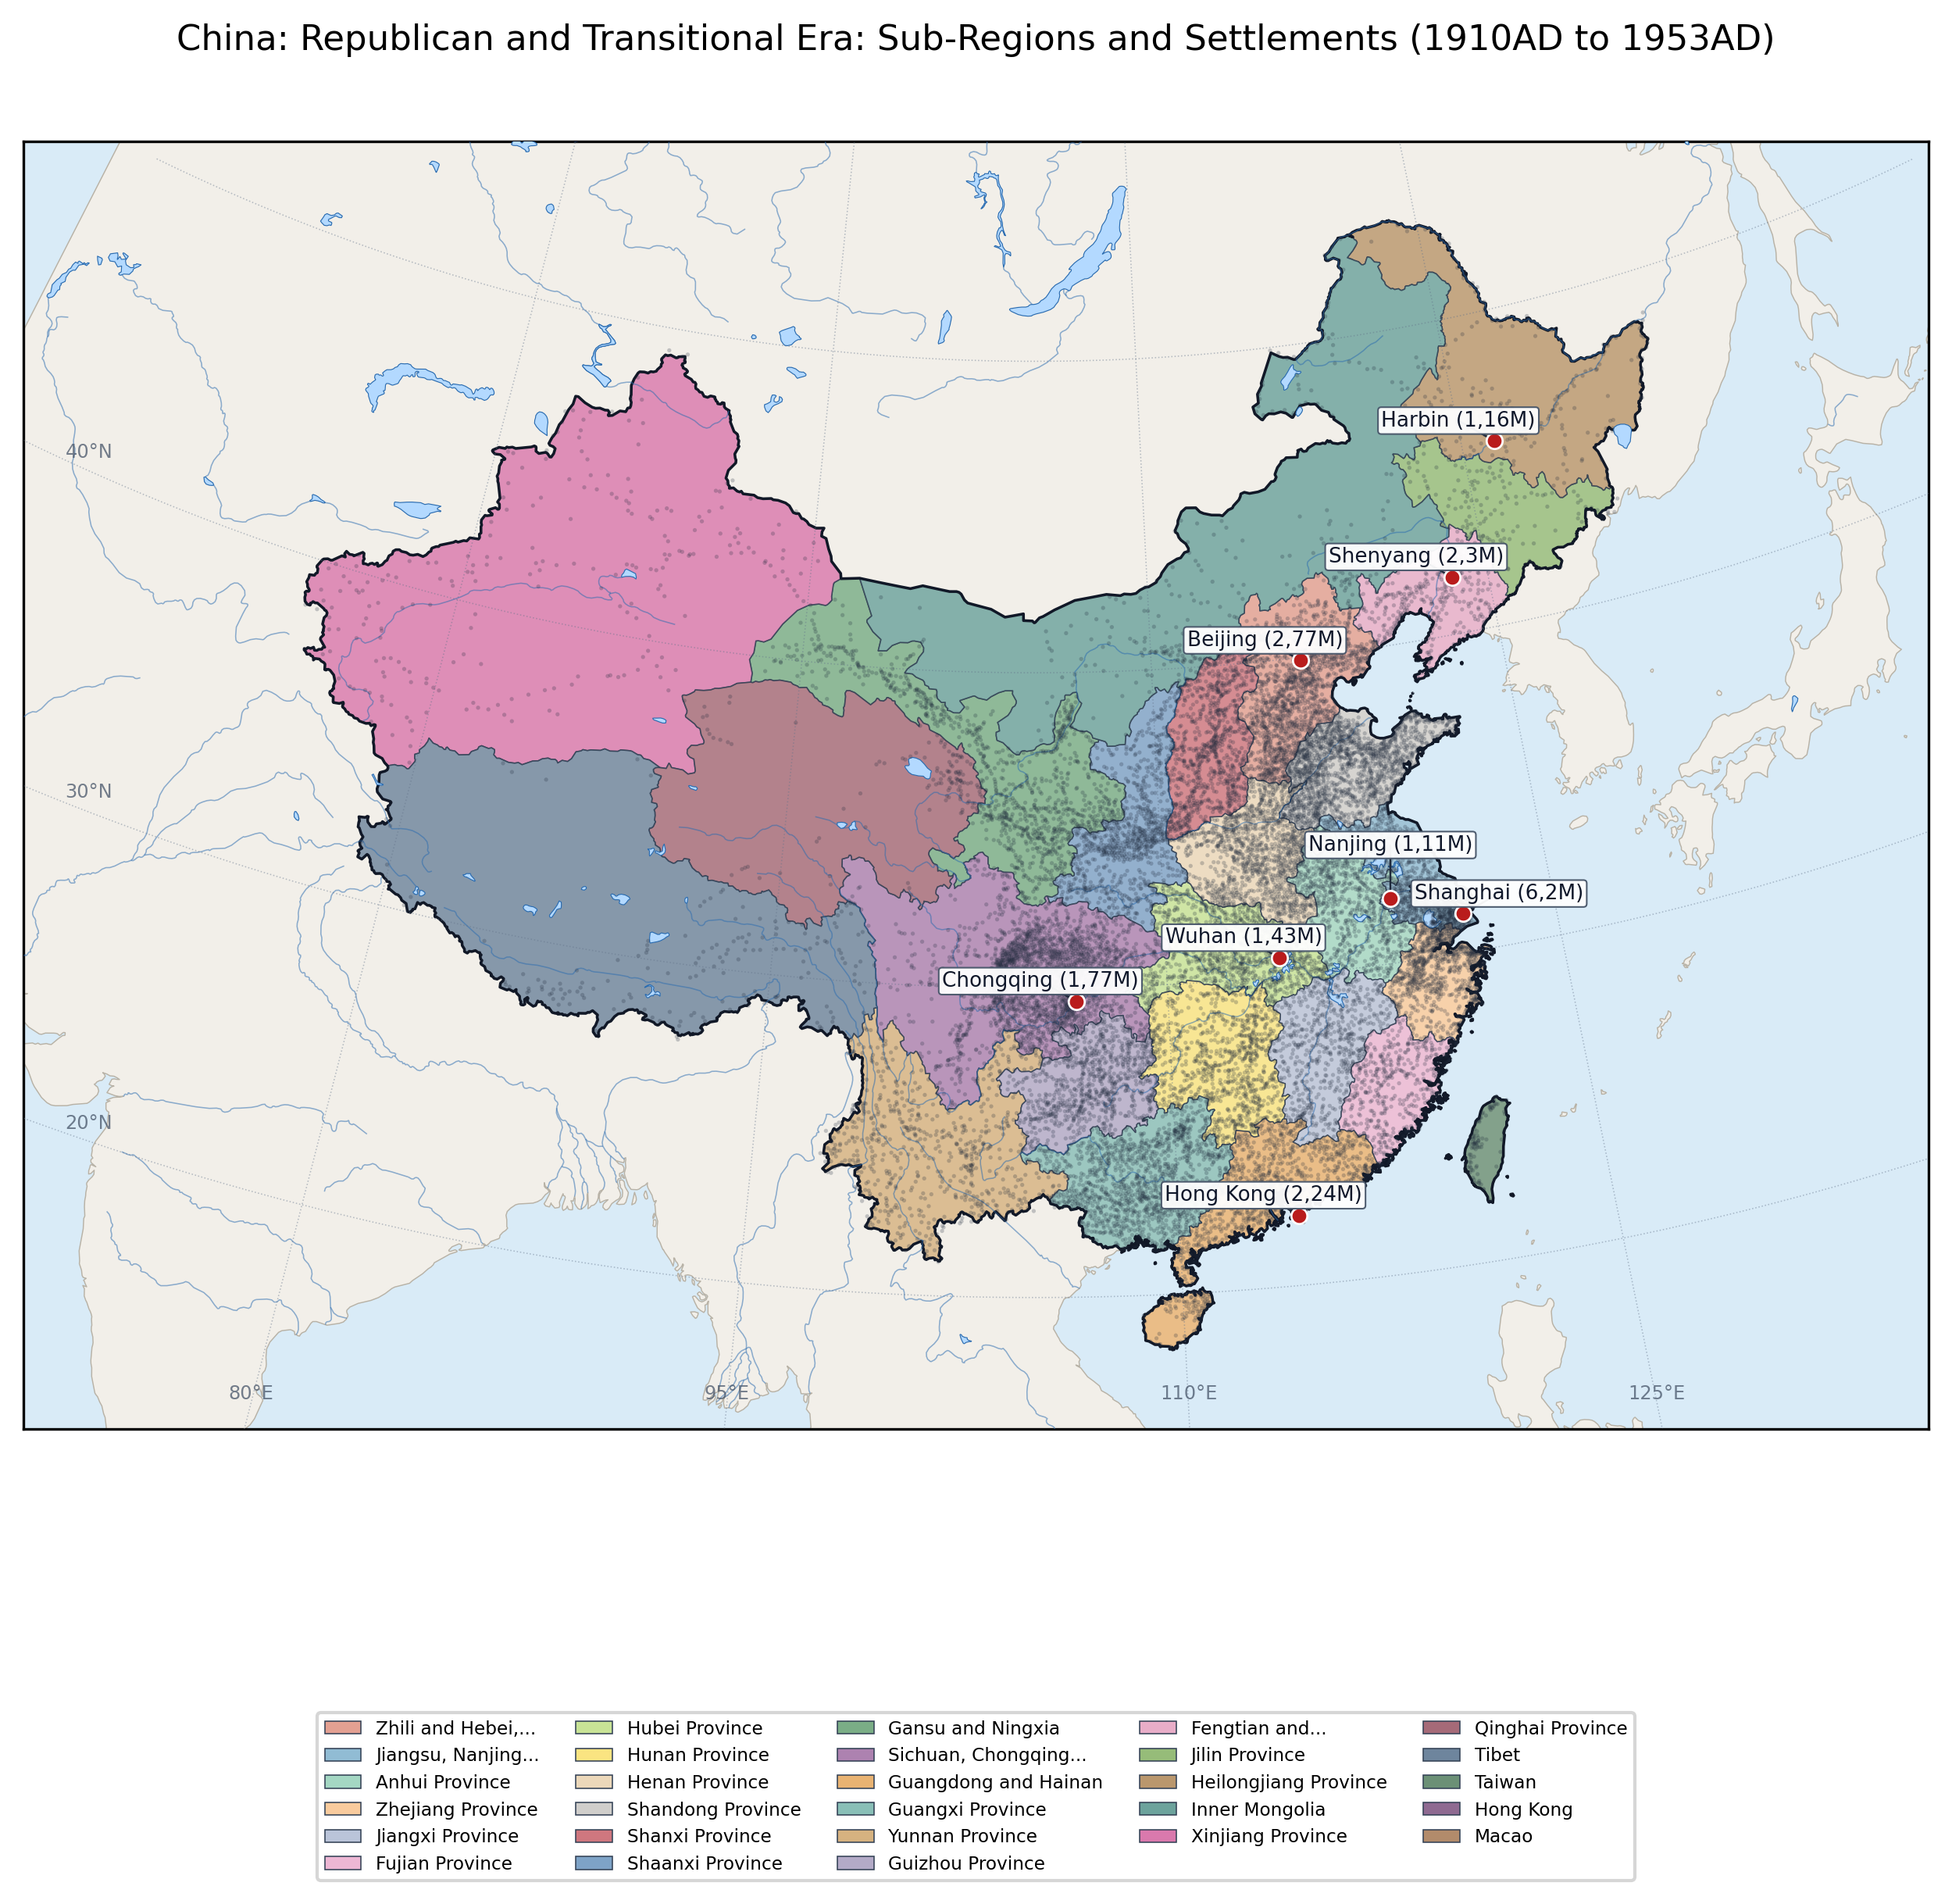 China: Republican and Transitional Era: Sub-Regions and Settlements (1910AD to 1953AD)
Harbin (1,16M)
40°N
Shenyang (2,3M)
Beijing (2,77M)
30°N
Nanjing (1,11M)
Shanghai (6,2M)
Wuhan (1,43M)
Chongqing (1,77M)
20°N
Hong Kong (2,24M)
80°E
95°E
110°E
125°E
Zhili and Hebei,...
Jiangsu, Nanjing...
Anhui Province
Zhejiang Province
Jiangxi Province
Fujian Province
Hubei Province
Hunan Province
Henan Province
Shandong Province
Shanxi Province
Shaanxi Province
Gansu and Ningxia
Sichuan, Chongqing...
Guangdong and Hainan
Guangxi Province
Yunnan Province
Guizhou Province
Fengtian and...
Jilin Province
Heilongjiang Province
Inner Mongolia
Xinjiang Province
Qinghai Province
Tibet
Taiwan
Hong Kong
Macao